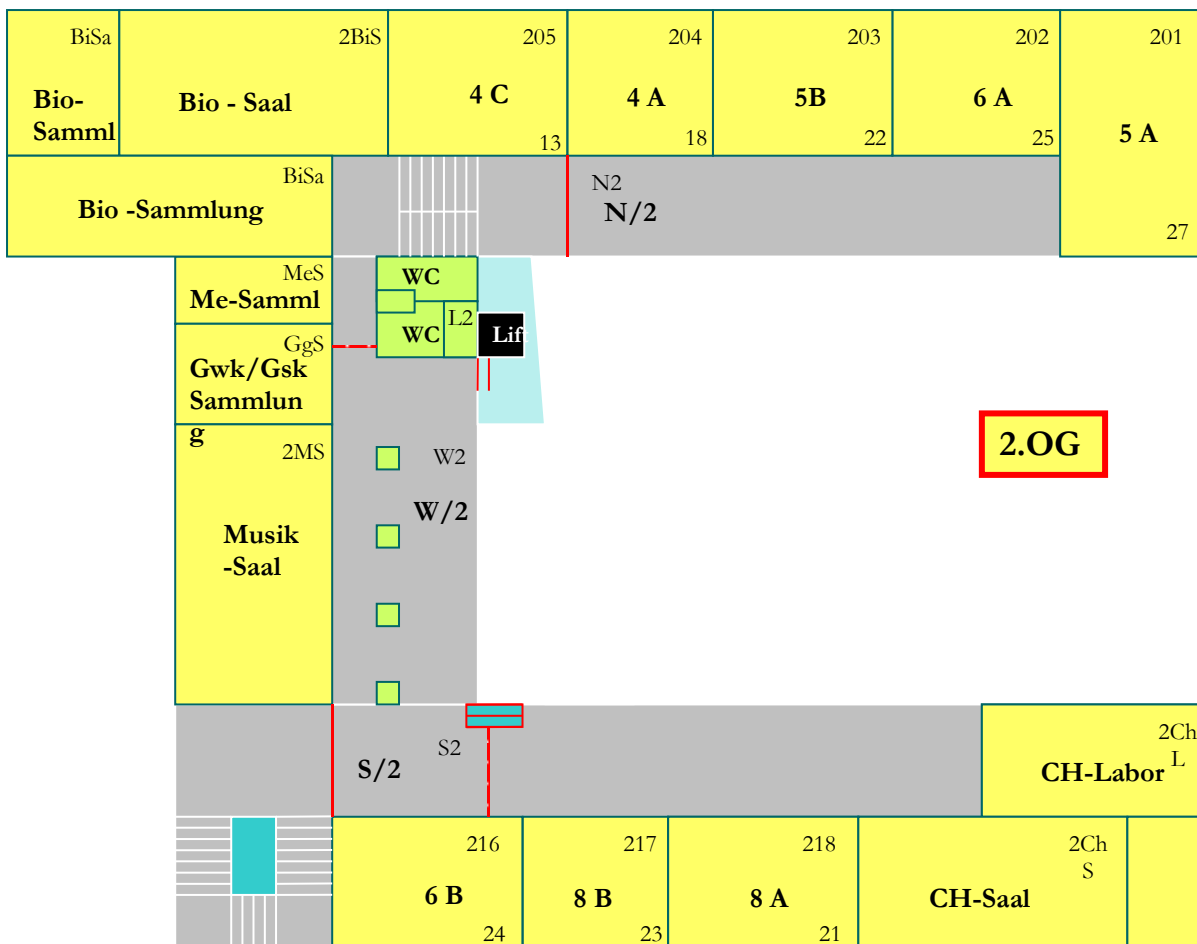 BiSa
Bio-
Samml
2BiS
Bio - Saal
205
4 C
13
204
4 A
18
203
5B
22
202
6 A
25
201
5 A
27
BiSa
Bio -Sammlung
N2
N/2
MeS
Me-Samml
WC
WC
L2
Lif
GgS
Gwk/Gsk
Sammlun
g
2MS
Musik
-Saal
W2
W/2
2.OG
S2
S/2
2Ch
L
CH-Labor
216
6 B
24
217
8 B
23
218
8 A
21
2Ch
S
CH-Saal